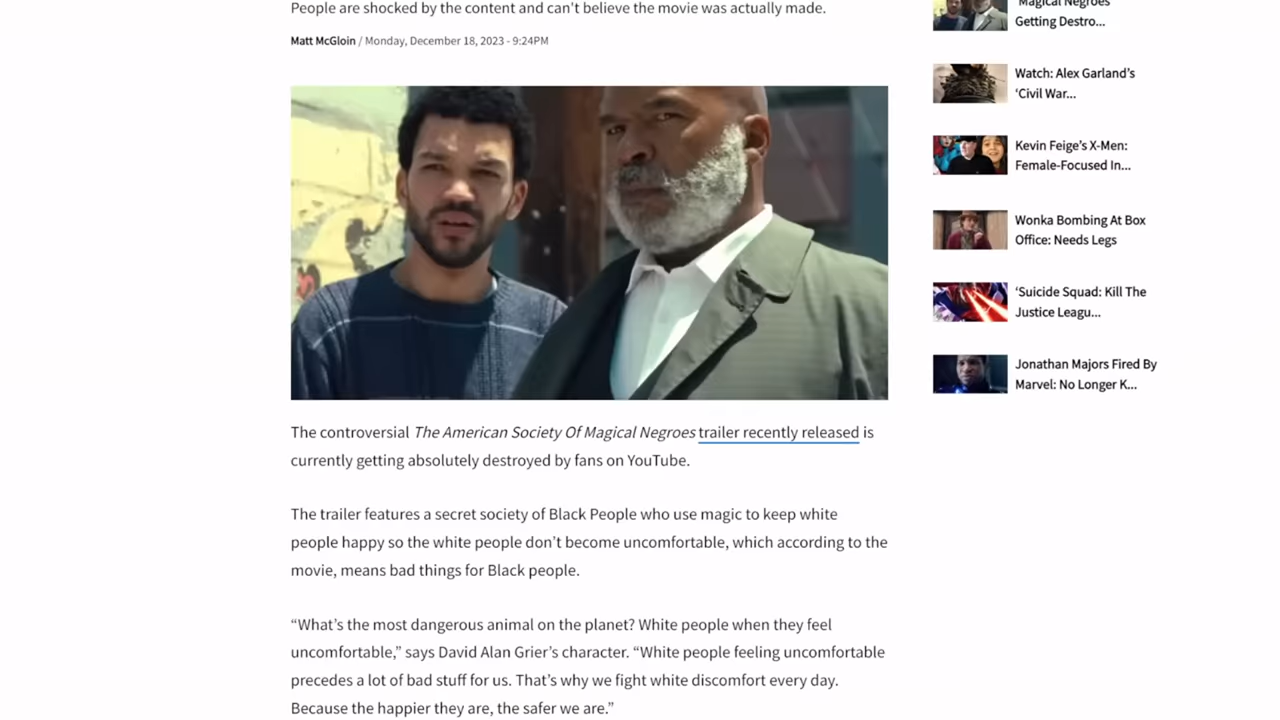 People are shocked by the content and can't believe the movie was actually made.
Matt McGloin / Monday, December 18, 2023 - 9:24PM
The controversial The American Society Of Magical Negroes trailer recently released is
currently getting absolutely destroyed by fans on YouTube.
The trailer features a secret society of Black People who use magic to keep white
people happy so the white people don’t become uncomfortable, which according to the
movie, means bad things for Black people.
“What’s the most dangerous animal on the planet? White people when they feel
uncomfortable,” says David Alan Grier’s character. “White people feeling uncomfortable
precedes a lot of bad stuff for us. That’s why we fight white discomfort every day.
Because the happier they are, the safer we are.”
'Magical Negroes'
Getting Destro...
Watch: Alex Garland’s
‘Civil War...
Kevin Feige’s X-Men:
Female-Focused In...
Wonka Bombing At Box
Office: Needs Legs
‘Suicide Squad: Kill The
Justice Leagu...
Jonathan Majors Fired By
Marvel: No Longer K...